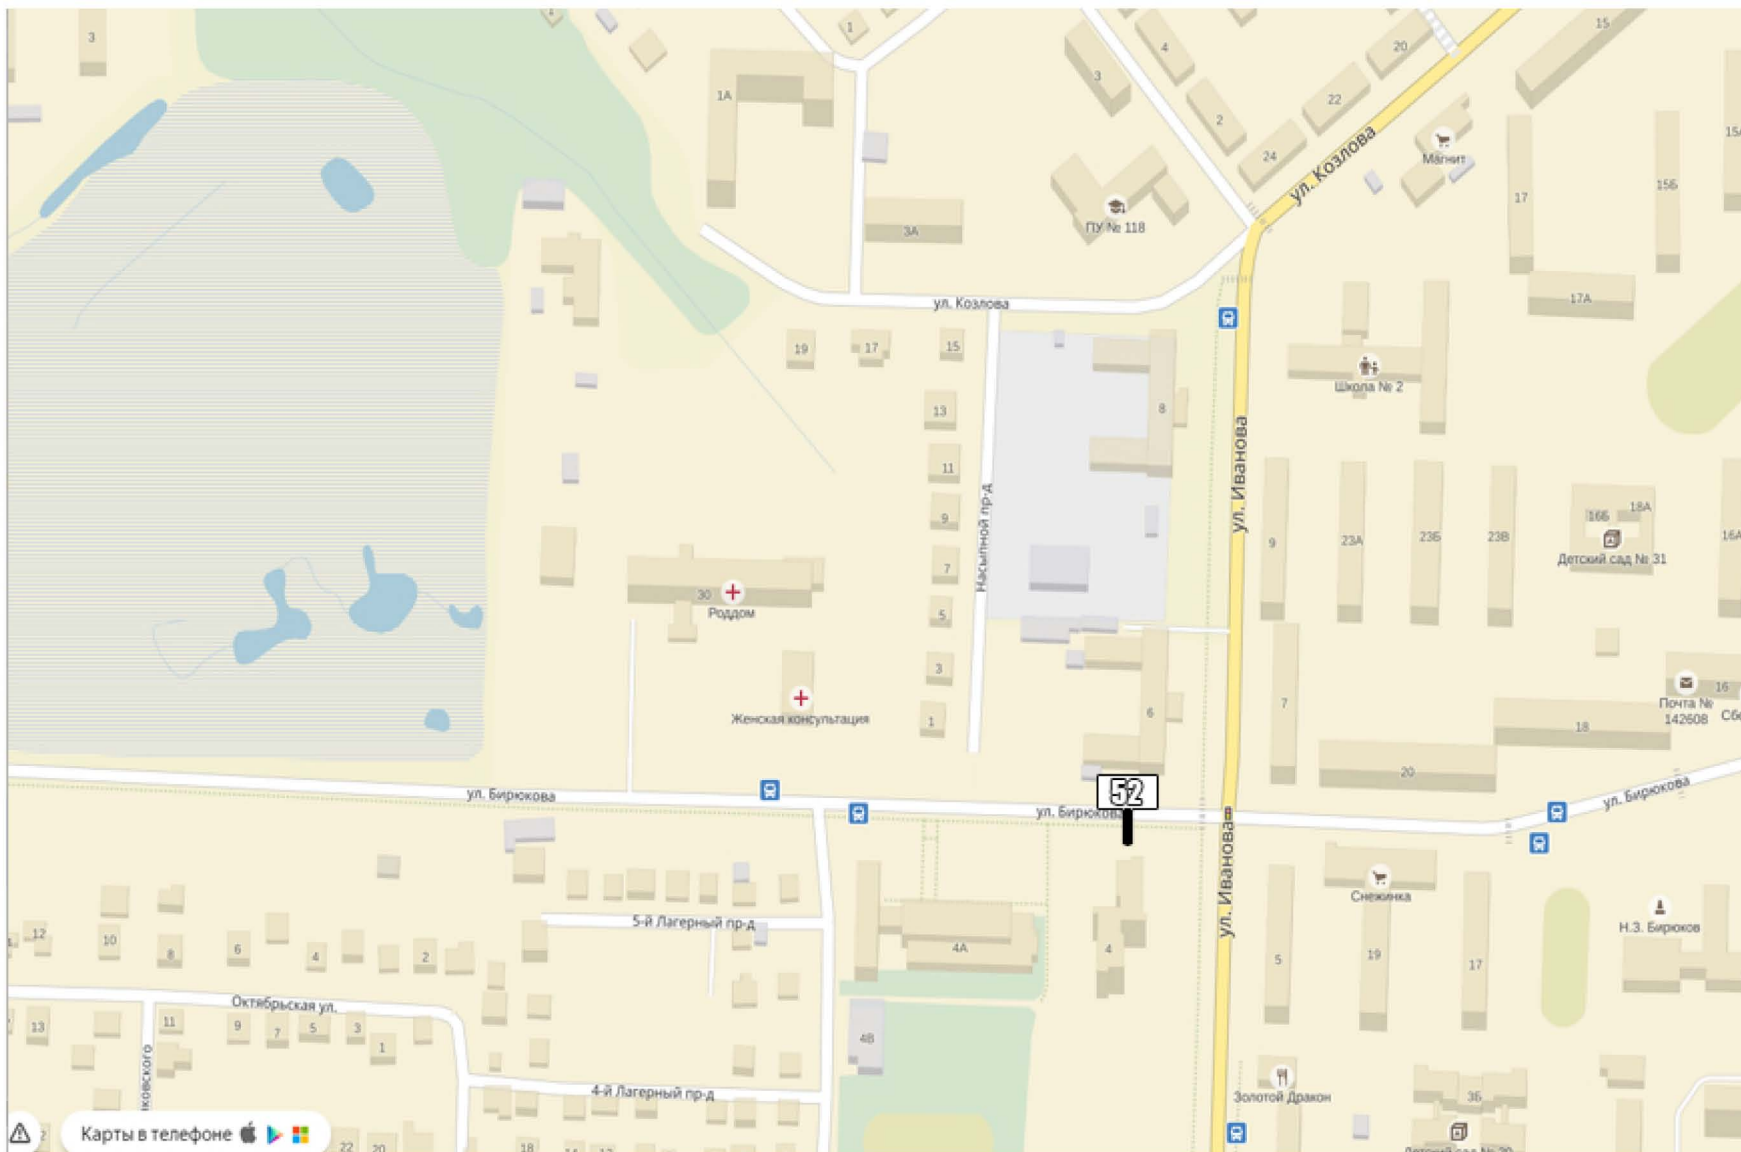 3
1
4
20
15
1А
3
22
2
ул. Козлова
24
Магнит
17
15Б
3А
ПУ № 118
17А
ул. Козлова
19
17
15
Школа № 2
13
8
ул. Иванова
11
9
Насыпной пр-д
7
5
3
1
9
23А
23Б
23В
16Б
18А
Детский сад № 31
16А
30
Роддом
Женская консультация
6
7
18
20
Почта №
142608
16
Сб
ул. Бирюкова
52
ул. Бирюкова
ул. Бирюкова
ул. Иванова
Снежинка
5-й Лагерный пр-д
12
10
8
6
4
2
4А
4
5
19
17
Н.З. Бирюков
Октябрьская ул.
13
11
9
7
5
3
1
4В
4-й Лагерный пр-д
Золотой Дракон
3Б
Карты в телефоне
22
20
18